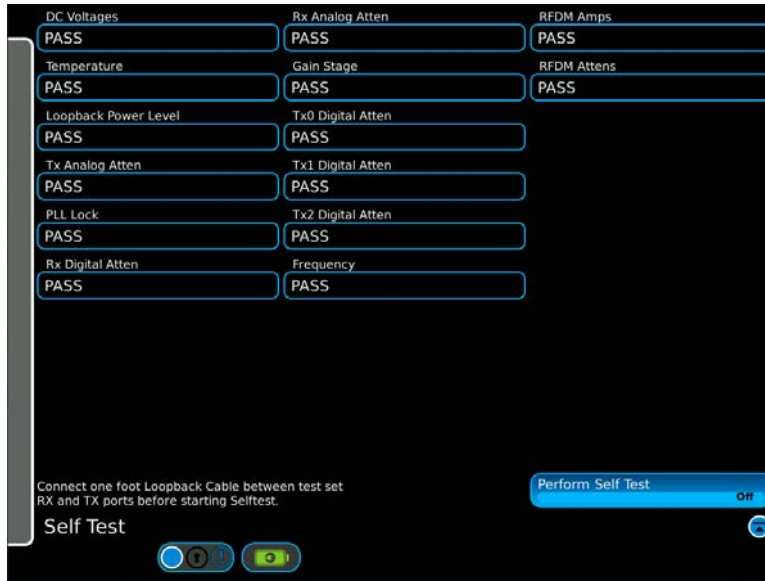 DC Voltages
PASS
Temperature
PASS
Loopback Power Level
PASS
Tx Analog Atten
PASS
PLL Lock
PASS
Rx Digital Atten
PASS
Rx Analog Atten
PASS
Gain Stage
PASS
Tx0 Digital Atten
PASS
Tx1 Digital Atten
PASS
Tx2 Digital Atten
PASS
Frequency
PASS
RFDM Amps
PASS
RFDM Attens
PASS
Connect one foot Loopback Cable between test set
RX and TX ports before starting Selftest.
Perform Self Test
Off
Self Test